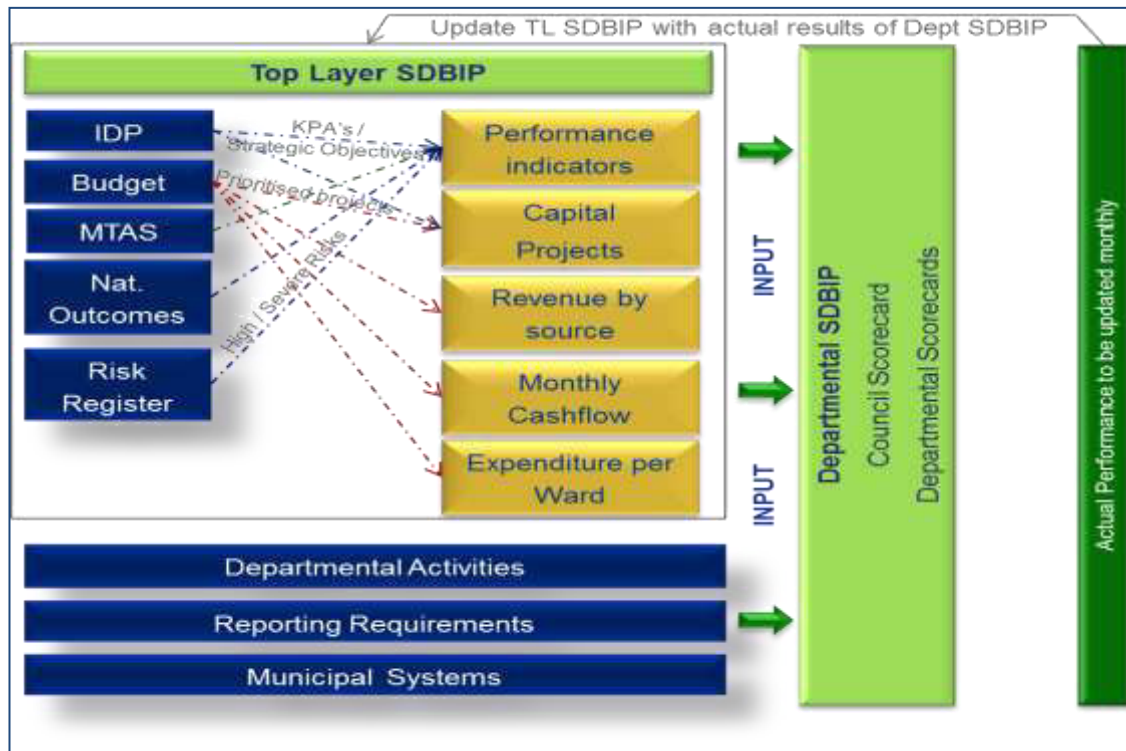 Update TL SDBIP with actual results of Dept SDBIP
Top Layer SDBIP
IDP
Budget
MTAS
Nat.
Outcomes
Risk
Register
KPA's /
Strategic Objectives
Prioritised projects
High / Severe Risks
Performance
indicators
Capital
Projects
Revenue by
source
Monthly
Cashflow
Expenditure per
Ward
INPUT
INPUT
Departmental SDBIP
Council Scorecard
Departmental Scorecards
Actual Performance to be updated monthly
Departmental Activities
Reporting Requirements
Municipal Systems